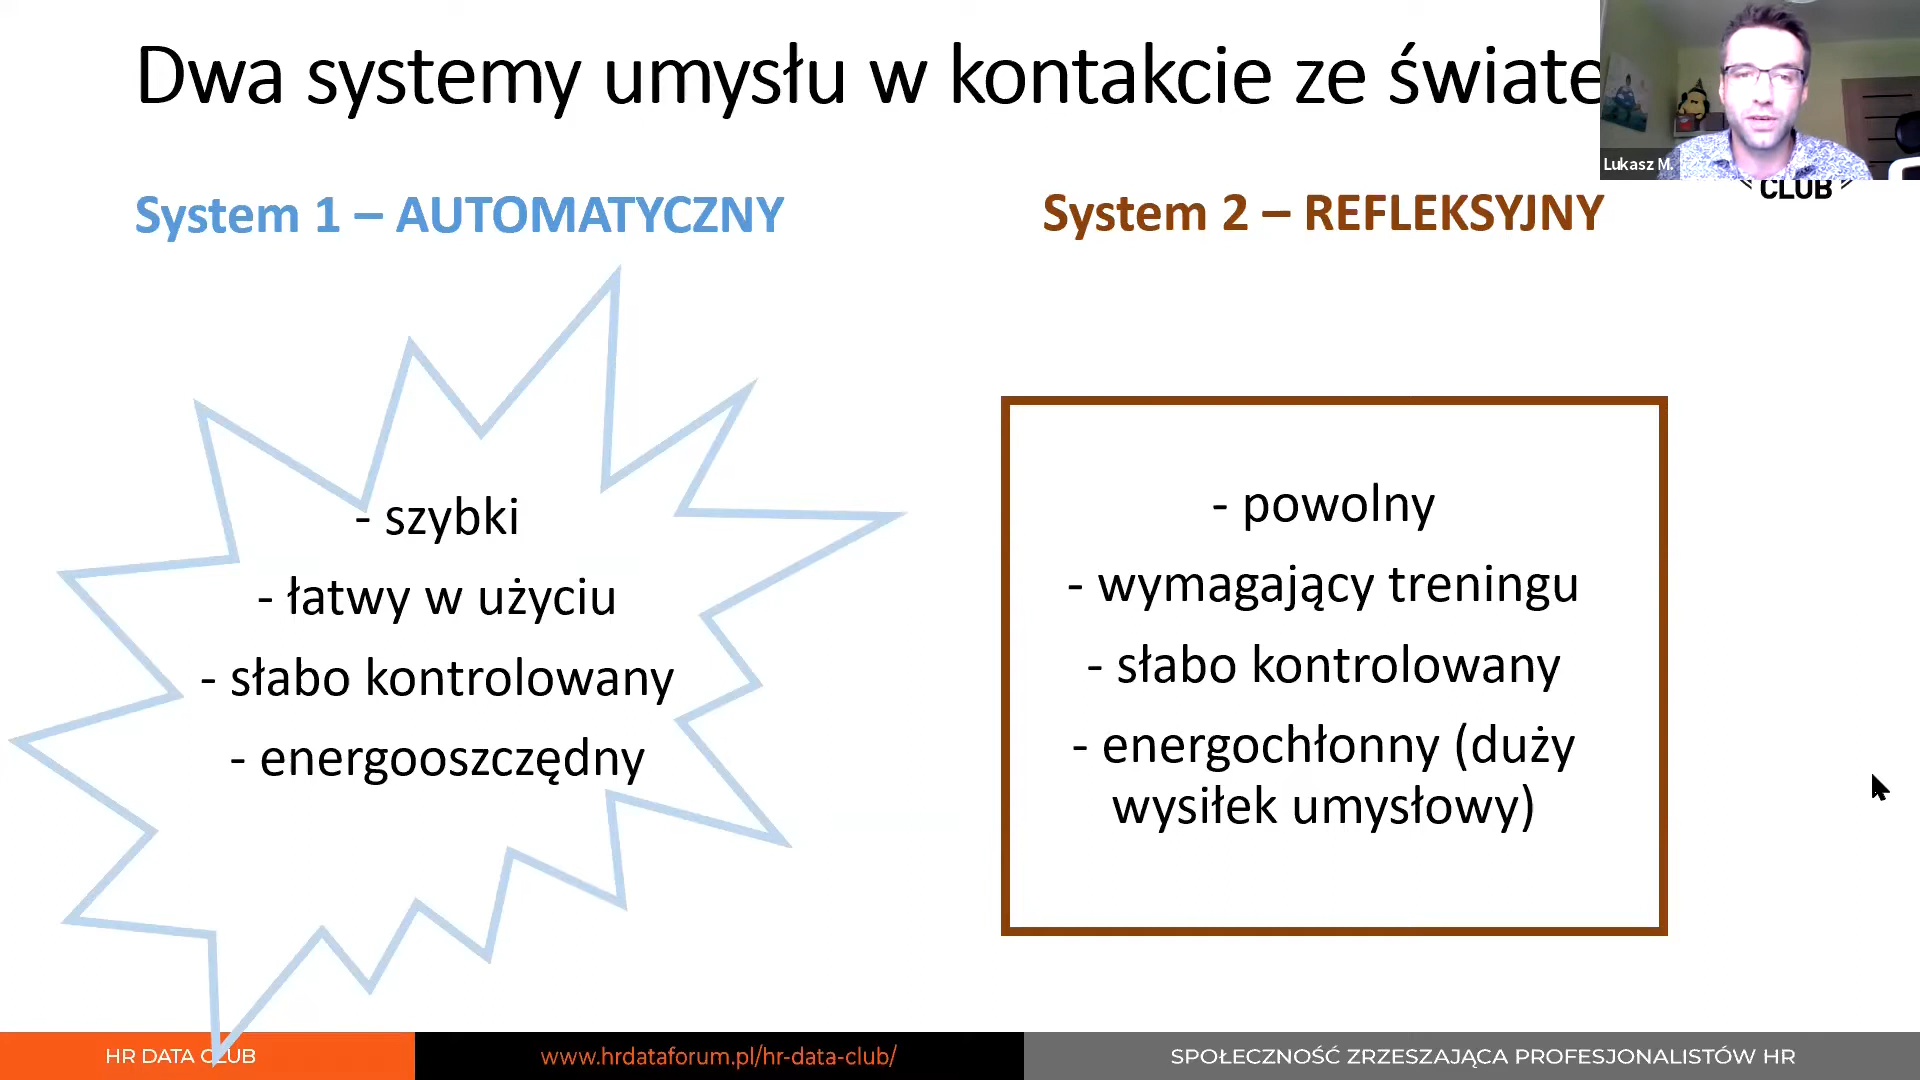 Dwa systemy umysłu w kontakcie ze świate
Lukasz M.
CLUB
System 1 – AUTOMATYCZNY
System 2 – REFLEKSYJNY
- szybki
- łatwy w użyciu
- słabo kontrolowany
- energooszczędny
- powolny
- wymagający treningu
- słabo kontrolowany
- energochłonny (duży
wysiłek umysłowy)
HR DATA CLUB
www.hrdataforum.pl/hr-data-club/
SPOŁECZNOŚĆ ZRZESZAJĄCA PROFESJONALISTÓW HR